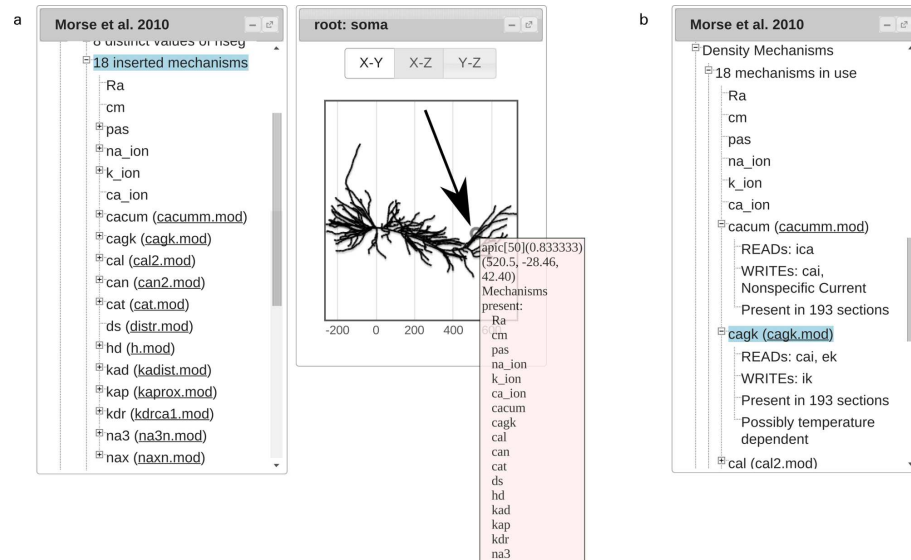 a
Morse et al. 2010
8 distinct values of nseg
18 inserted mechanisms
Ra
cm
pas
na_ion
k_ion
ca_ion
cacum (cacumm.mod)
cagk (cagk.mod)
cal (cal2.mod)
can (can2.mod)
cat (cat.mod)
ds (distr.mod)
hd (h.mod)
kad (kadist.mod)
kap (kaprox.mod)
kdr (kdrca1.mod)
na3 (na3n.mod)
nax (naxn.mod)
root: soma
X-Y X-Z Y-Z
-200 0 200 400 600
apic[50](0.833333)
(520.5, -28.46,
42.40)
Mechanisms
present:
Ra
cm
pas
na_ion
k_ion
ca_ion
cacum
cagk
cal
can
cat
ds
hd
kad
kap
kdr
na3
b
Morse et al. 2010
Density Mechanisms
18 mechanisms in use
Ra
cm
pas
na_ion
k_ion
ca_ion
cacum (cacumm.mod)
READs: ica
WRITEs: cai,
Nonspecific Current
Present in 193 sections
cagk (cagk.mod)
READs: cai, ek
WRITEs: ik
Present in 193 sections
Possibly temperature
dependent
cal (cal2.mod)